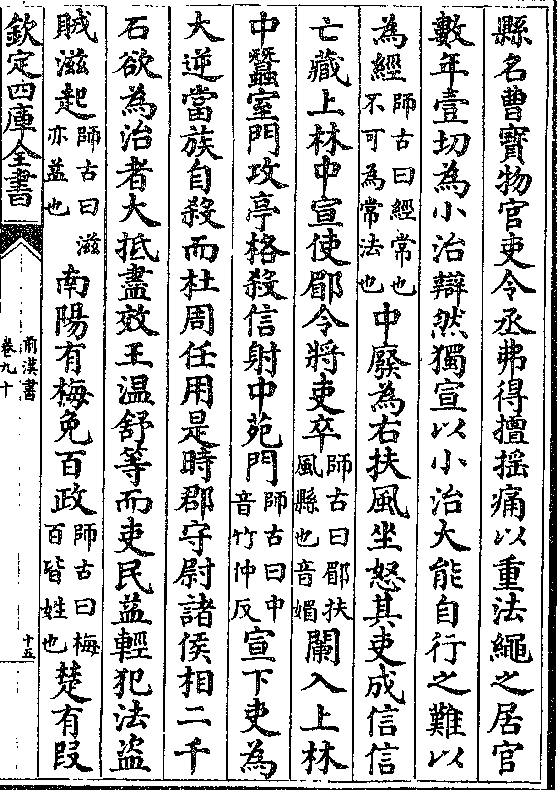 縣名曹寳物官吏令丞弗得擅揺痛以重法繩之居官
數年壹切為小治辯然獨宣以小治大能自行之難以
為經師古曰經常也不可為常法也中廢為右扶風坐怒其吏成信信
亡藏上林中宣使郿令將吏卒師古曰郿扶風縣也音媚闌入上林
中蠶室門攻亭格殺信射中苑門師古曰中音竹仲反宣下吏為
大逆當族自殺而杜周任用是時郡守尉諸侯相二千
石欲為治者大抵盡效王温舒等而吏民益輕犯法盗
賊滋起師古曰滋亦益也南陽有梅免百政師古曰梅百皆姓也楚有叚
欽定四庫全書
前漢書
卷九十
十五